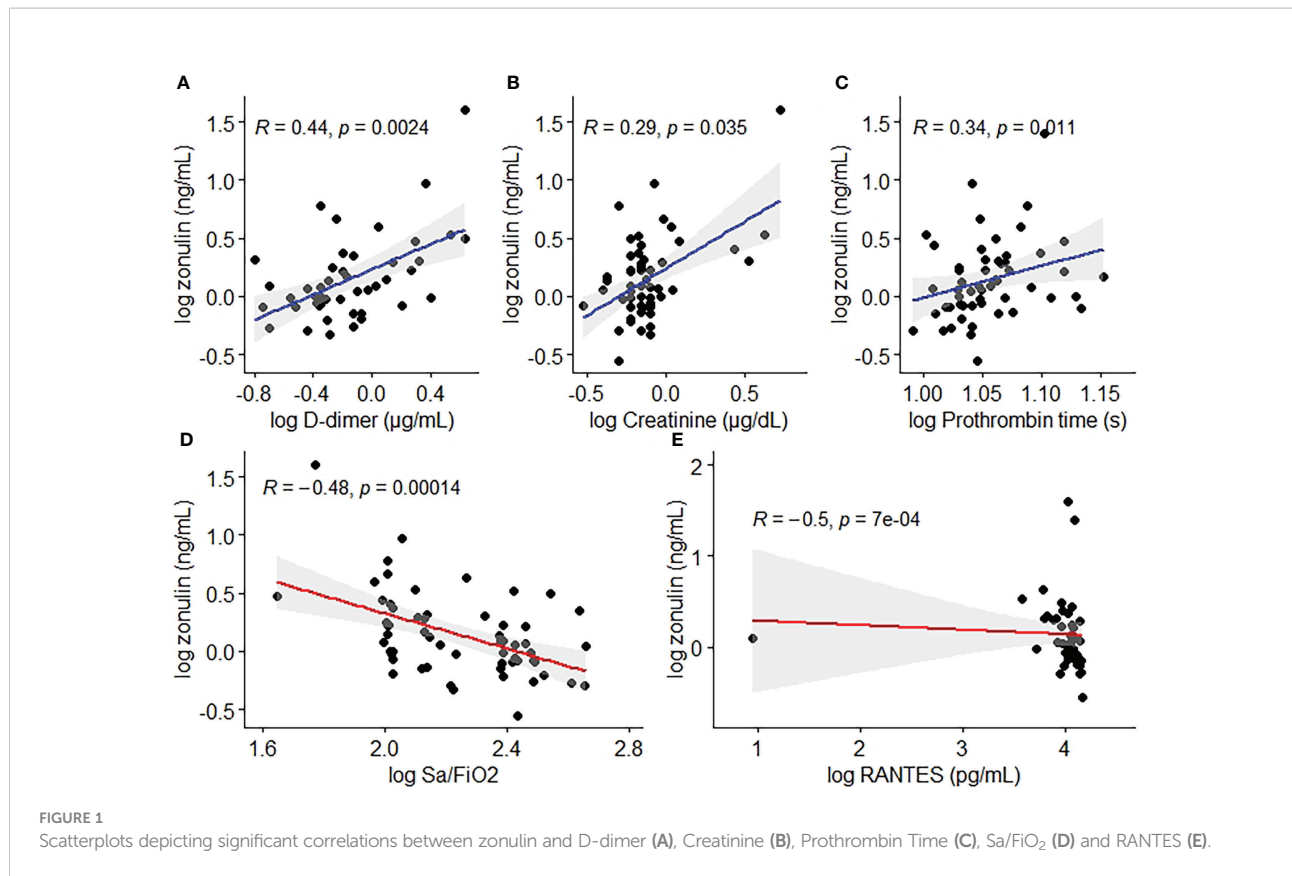 A
B
C
R = 0.44, p = 0.0024
R = 0.29, p = 0.035
R = 0.34, p = 0.011
log zonulin (ng/mL)
1.5
1.0
0.5
0.0
-0.5
-0.8
-0.4
0.0
0.4
log D-dimer (µg/mL)
log zonulin (ng/mL)
1.5
1.0
0.5
0.0
-0.5
-0.5
0.0
0.5
log Creatinine (µg/dL)
log zonulin (ng/mL)
1.5
1.0
0.5
0.0
-0.5
1.00
1.05
1.10
1.15
log Prothrombin time (s)
D
E
R = −0.48, p = 0.00014
R = −0.5, p = 7e-04
log zonulin (ng/mL)
1.5
1.0
0.5
0.0
-0.5
1.6
2.0
2.4
2.8
log Sa/FiO2
log zonulin (ng/mL)
2
1
0
1
2
3
4
log RANTES (pg/mL)
FIGURE 1
Scatterplots depicting significant correlations between zonulin and D-dimer (A), Creatinine (B), Prothrombin Time (C), Sa/FiO₂ (D) and RANTES (E).